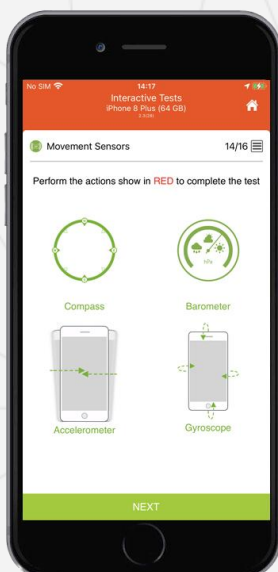 No SIM 14:17
Interactive Tests
iPhone 8 Plus (64 GB)
Movement Sensors 14/16
Perform the actions show in RED to complete the test
hPa
Compass Barometer
Accelerometer Gyroscope
NEXT